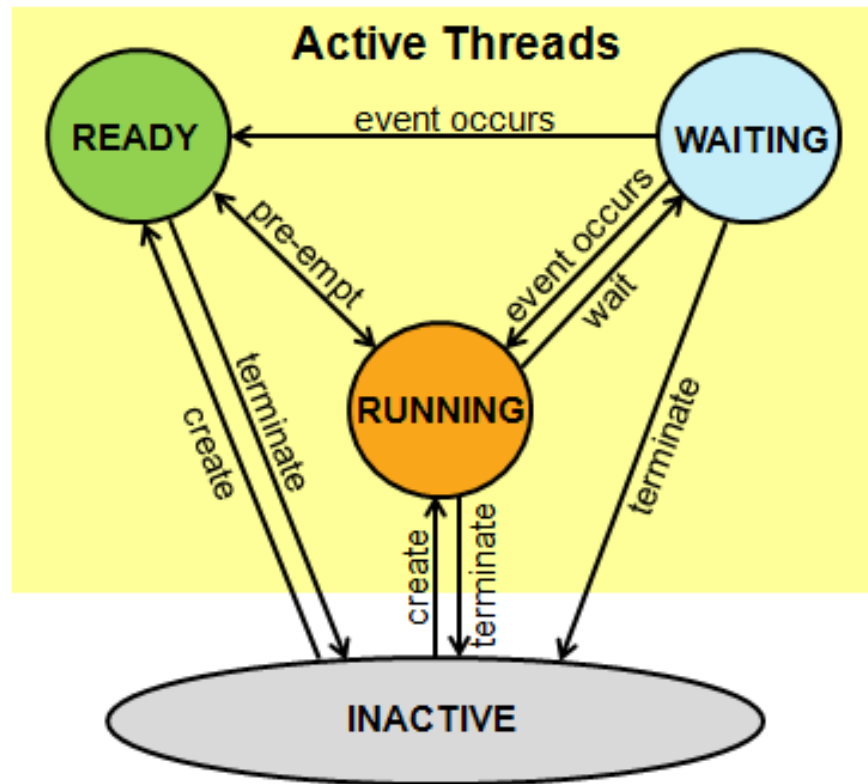 Active Threads
READY
event occurs
WAITING
pre-empt
event occurs
wait
RUNNING
create
terminate
create
terminate
terminate
INACTIVE